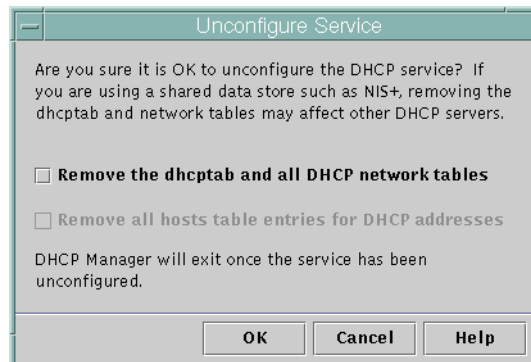 Unconfigure Service
Are you sure it is OK to unconfigure the DHCP service?  If
you are using a shared data store such as NIS+, removing the
dhcptab and network tables may affect other DHCP servers.
Remove the dhcptab and all DHCP network tables
Remove all hosts table entries for DHCP addresses
DHCP Manager will exit once the service has been
unconfigured.
OK Cancel Help